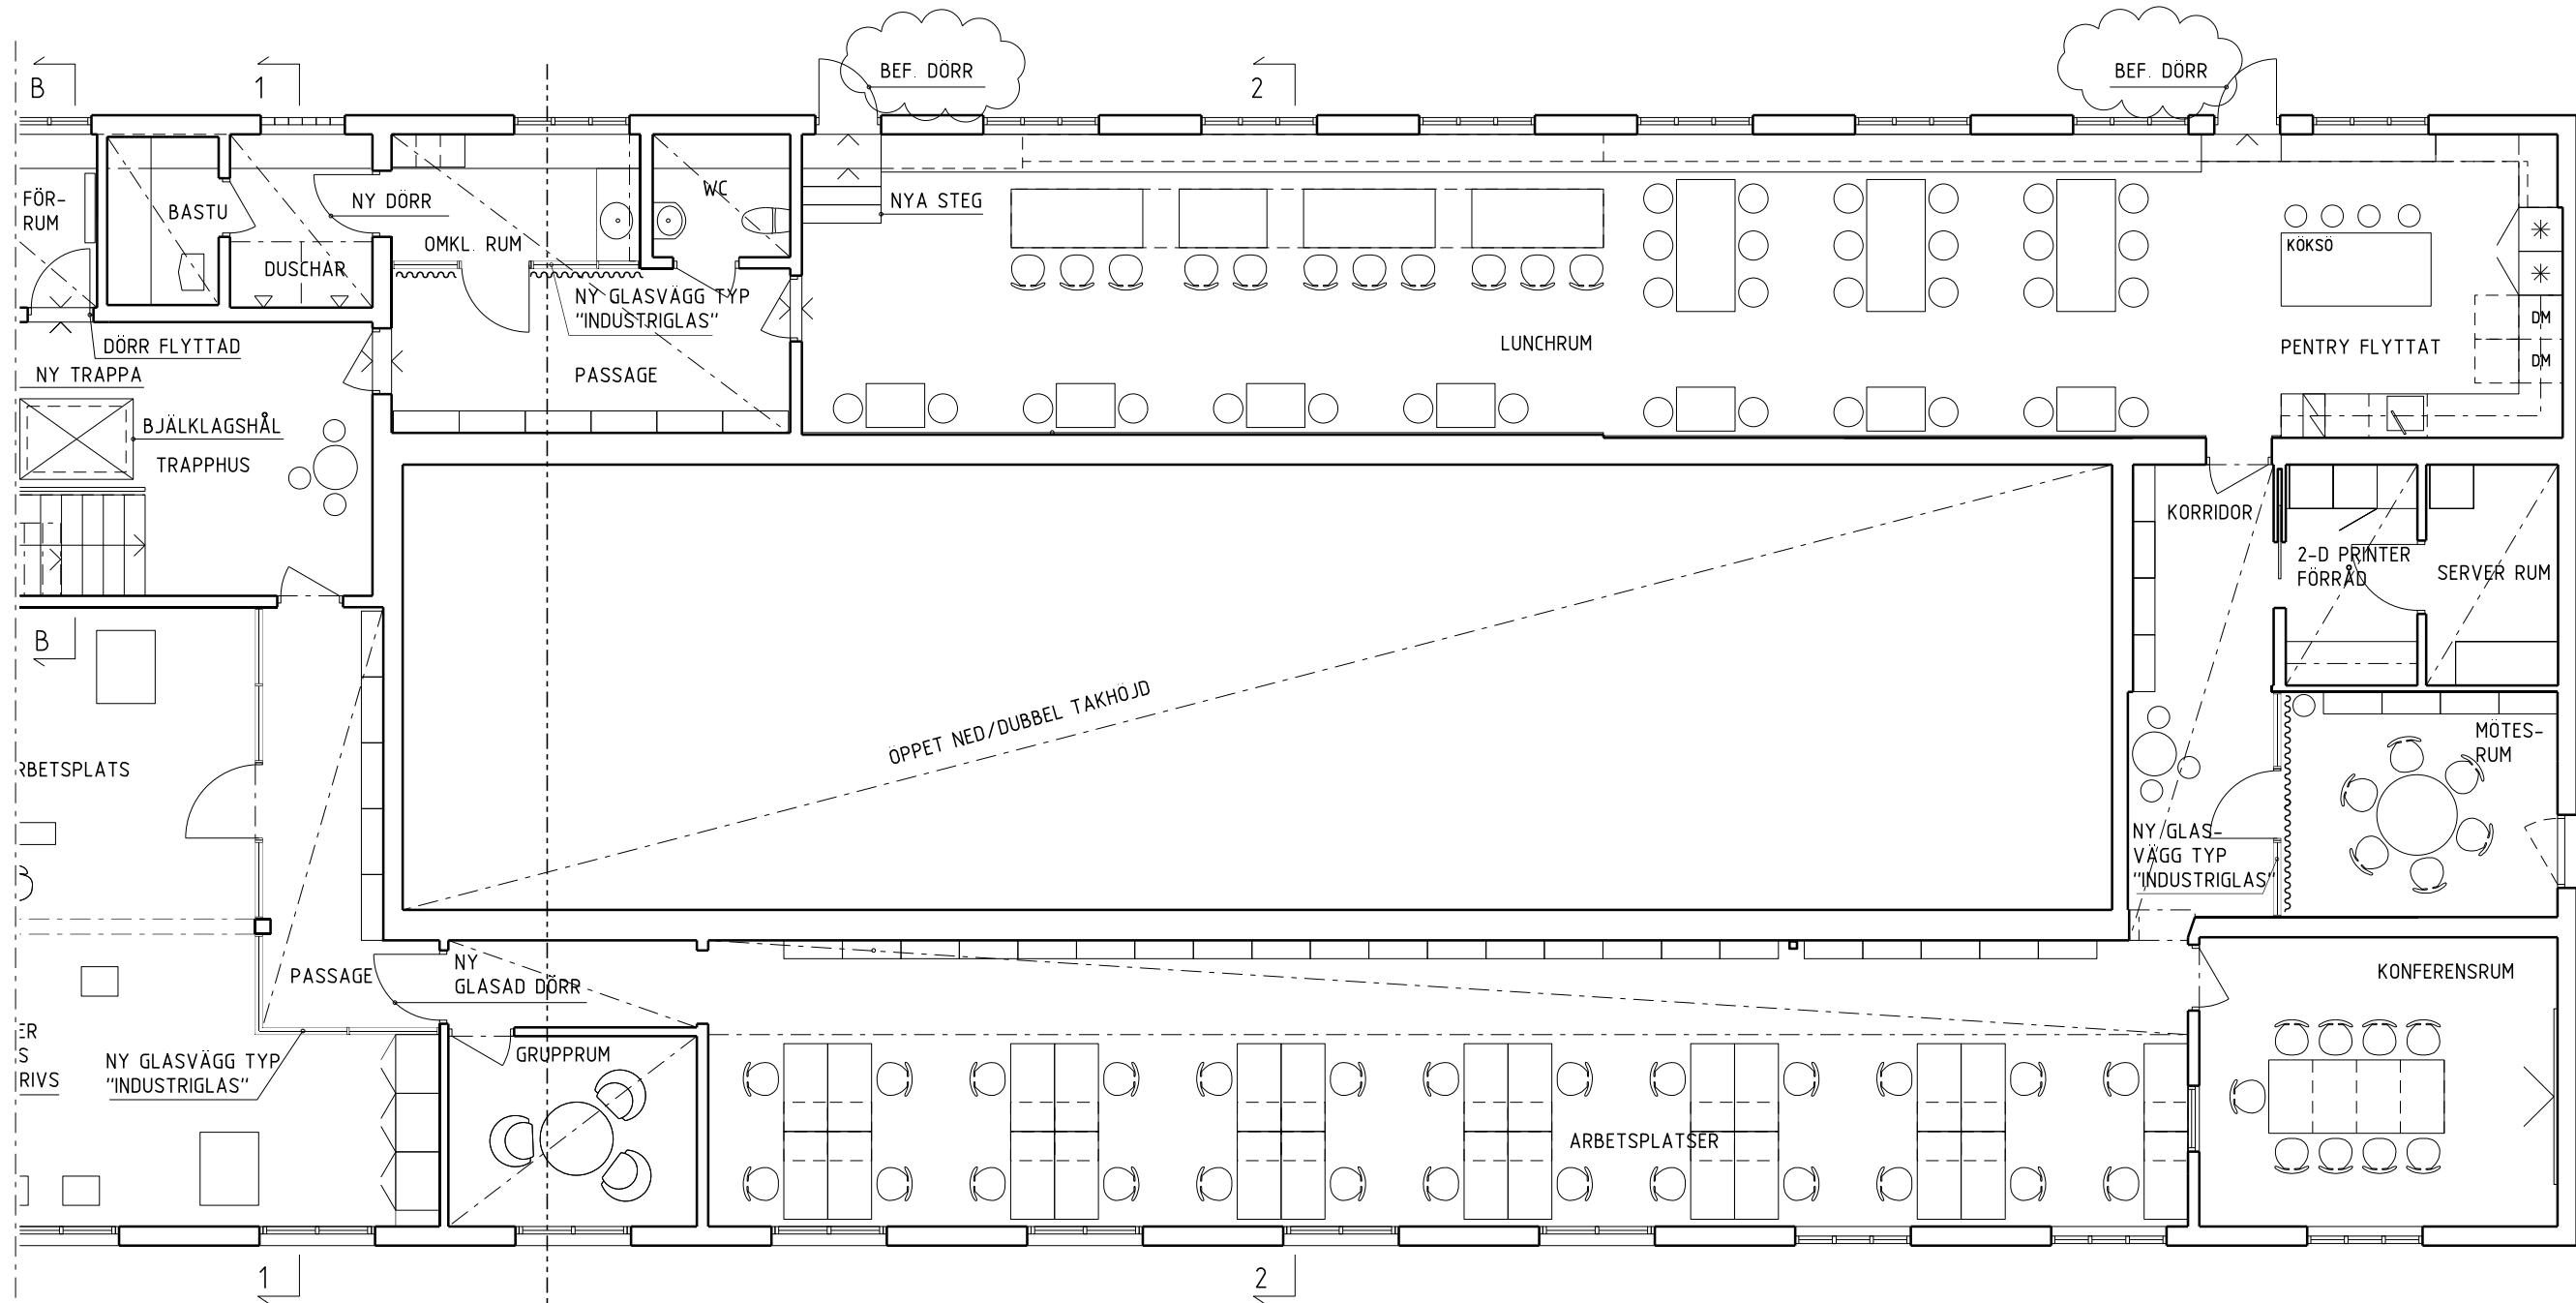 BEF. DÖRR
BEF. DÖRR
B
1
2
FÖR-
RUM
BASTU
NY DÖRR
WC
NYA STEG
OMKL. RUM
DUSCHAR
KÖKSÖ
NY GLASVÄGG TYP
"INDUSTRIGLAS"
DM
DM
DÖRR FLYTTAD
LUNCHRUM
PENTRY FLYTTAT
NY TRAPPA
PASSAGE
BJÄLKLAGSHÅL
TRAPPHUS
KORRIDOR
2-D PRINTER
FÖRRÅD
SERVER RUM
B
ÖPPET NED/DUBBEL TAKHÖJD
MÖTES-
RUM
RBETSPLATS
NY GLAS-
VÄGG TYP
"INDUSTRIGLAS"
PASSAGE
NY
GLASAD DÖRR
KONFERENSRUM
ER
S
RIVS
NY GLASVÄGG TYP
"INDUSTRIGLAS"
GRUPPRUM
ARBETSPLATSER
1
2